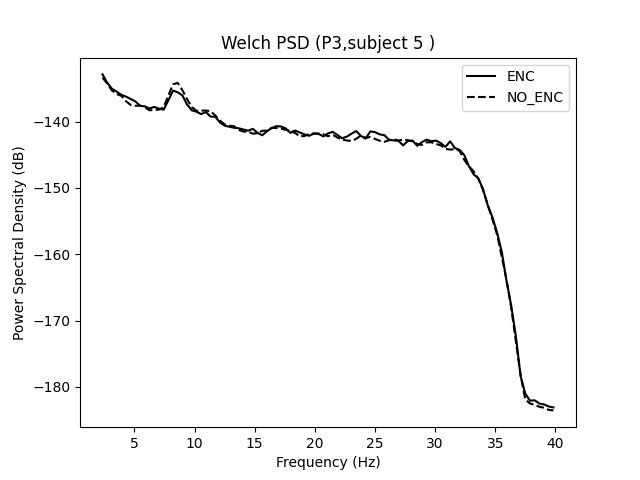 Welch PSD (P3,subject 5 )
ENC
NO_ENC
Power Spectral Density (dB)
−140
−150
−160
−170
−180
5 10 15 20 25 30 35 40
Frequency (Hz)